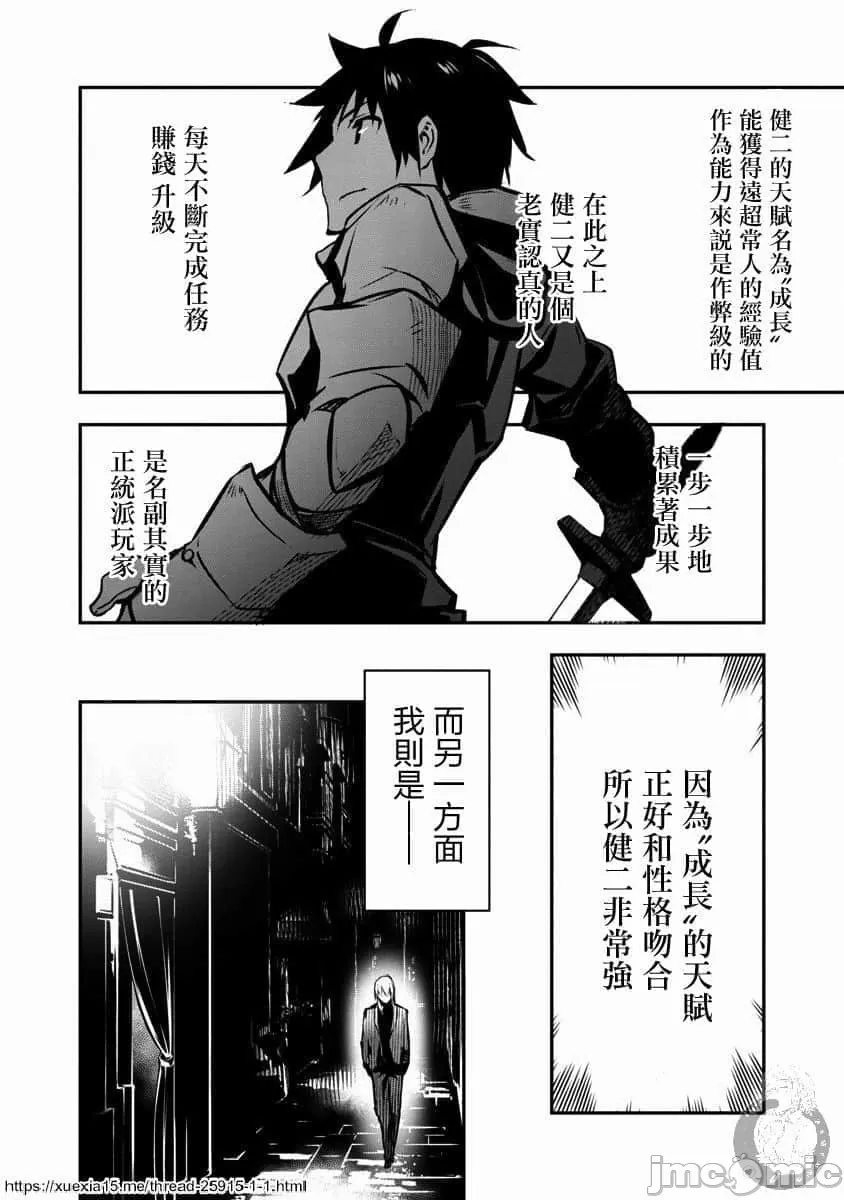 健二的天賦名為〝成長〞
能獲得遠超常人的經驗值
作為能力來說是作弊級的
在此之上
健二又是個
老實認真的人
每天不斷完成任務
賺錢 升級
一步一步地
積累著成果
是名副其實的
正統派玩家
因為〝成長〞的天賦
正好和性格吻合
所以健二非常強
而另一方面
我則是——
https://xuexia15.me/thread-25915-1-1.html
jmcomic